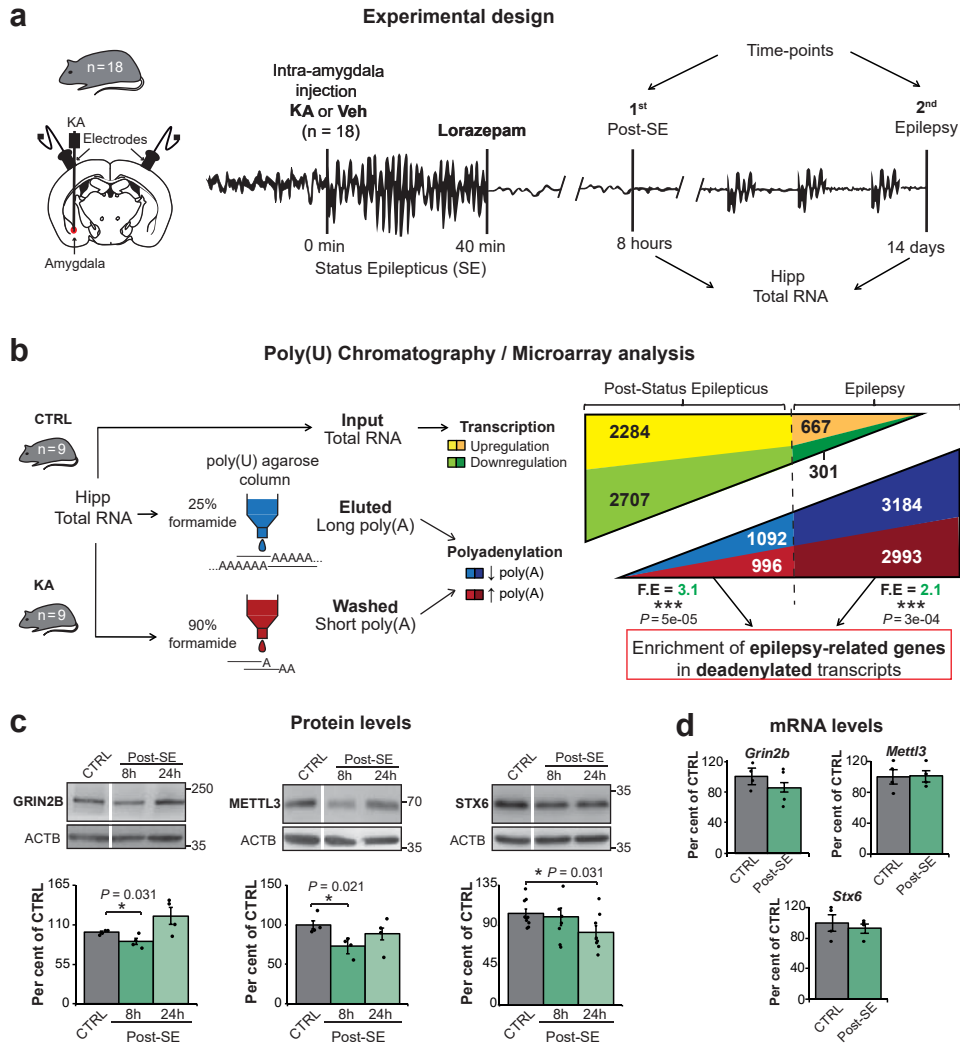 a
Experimental design
n=18
KA
Electrodes
Amygdala
Intra-amygdala
injection
KA or Veh
(n = 18)
Lorazepam
0 min
40 min
Status Epilepticus (SE)
Time-points
1st
Post-SE
2nd
Epilepsy
8 hours
14 days
Hipp
Total RNA
b
Poly(U) Chromatography / Microarray analysis
CTRL
n=9
Hipp
Total RNA
KA
n=9
Input
Total RNA
Transcription
Upregulation
Downregulation
poly(U) agarose
column
25%
formamide
...AAAAAA
AAAAA...
Eluted
Long poly(A)
Polyadenylation
↓ poly(A)
↑ poly(A)
90%
formamide
A
AA
Washed
Short poly(A)
Post-Status Epilepticus
Epilepsy
2284
667
2707
301
3184
1092
996
2993
F.E = 3.1
***
P = 5e-05
F.E = 2.1
***
P = 3e-04
Enrichment of epilepsy-related genes
in deadenylated transcripts
c
Protein levels
CTRL
Post-SE
8h
24h
GRIN2B
250
ACTB
35
Per cent of CTRL
165
110
55
0
P = 0.031
*
CTRL
8h
24h
Post-SE
CTRL
Post-SE
8h
24h
METTL3
70
ACTB
35
Per cent of CTRL
150
100
50
0
P = 0.021
*
CTRL
8h
24h
Post-SE
CTRL
Post-SE
8h
24h
STX6
35
ACTB
35
Per cent of CTRL
135
90
45
0
* P = 0.031
CTRL
8h
24h
Post-SE
d
mRNA levels
Grin2b
Per cent of CTRL
120
80
40
0
CTRL
Post-SE
Mettl3
Per cent of CTRL
120
80
40
0
CTRL
Post-SE
Stx6
Per cent of CTRL
120
80
40
0
CTRL
Post-SE